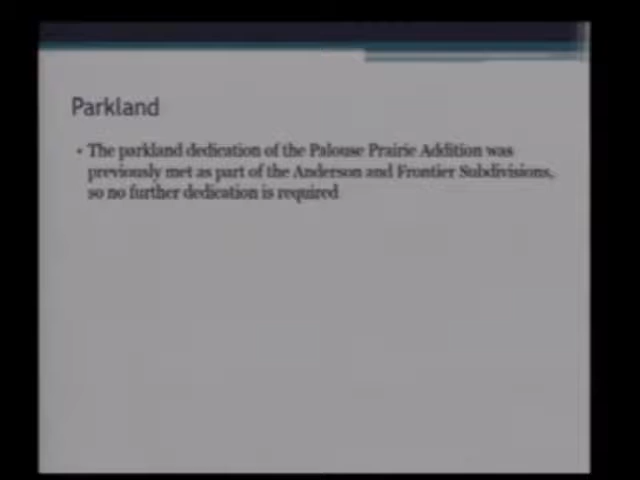 Parkland
• The parkland dedication of the Palouse Prairie Addition was
previously met as part of the Anderson and Frontier Subdivisions,
so no further dedication is required